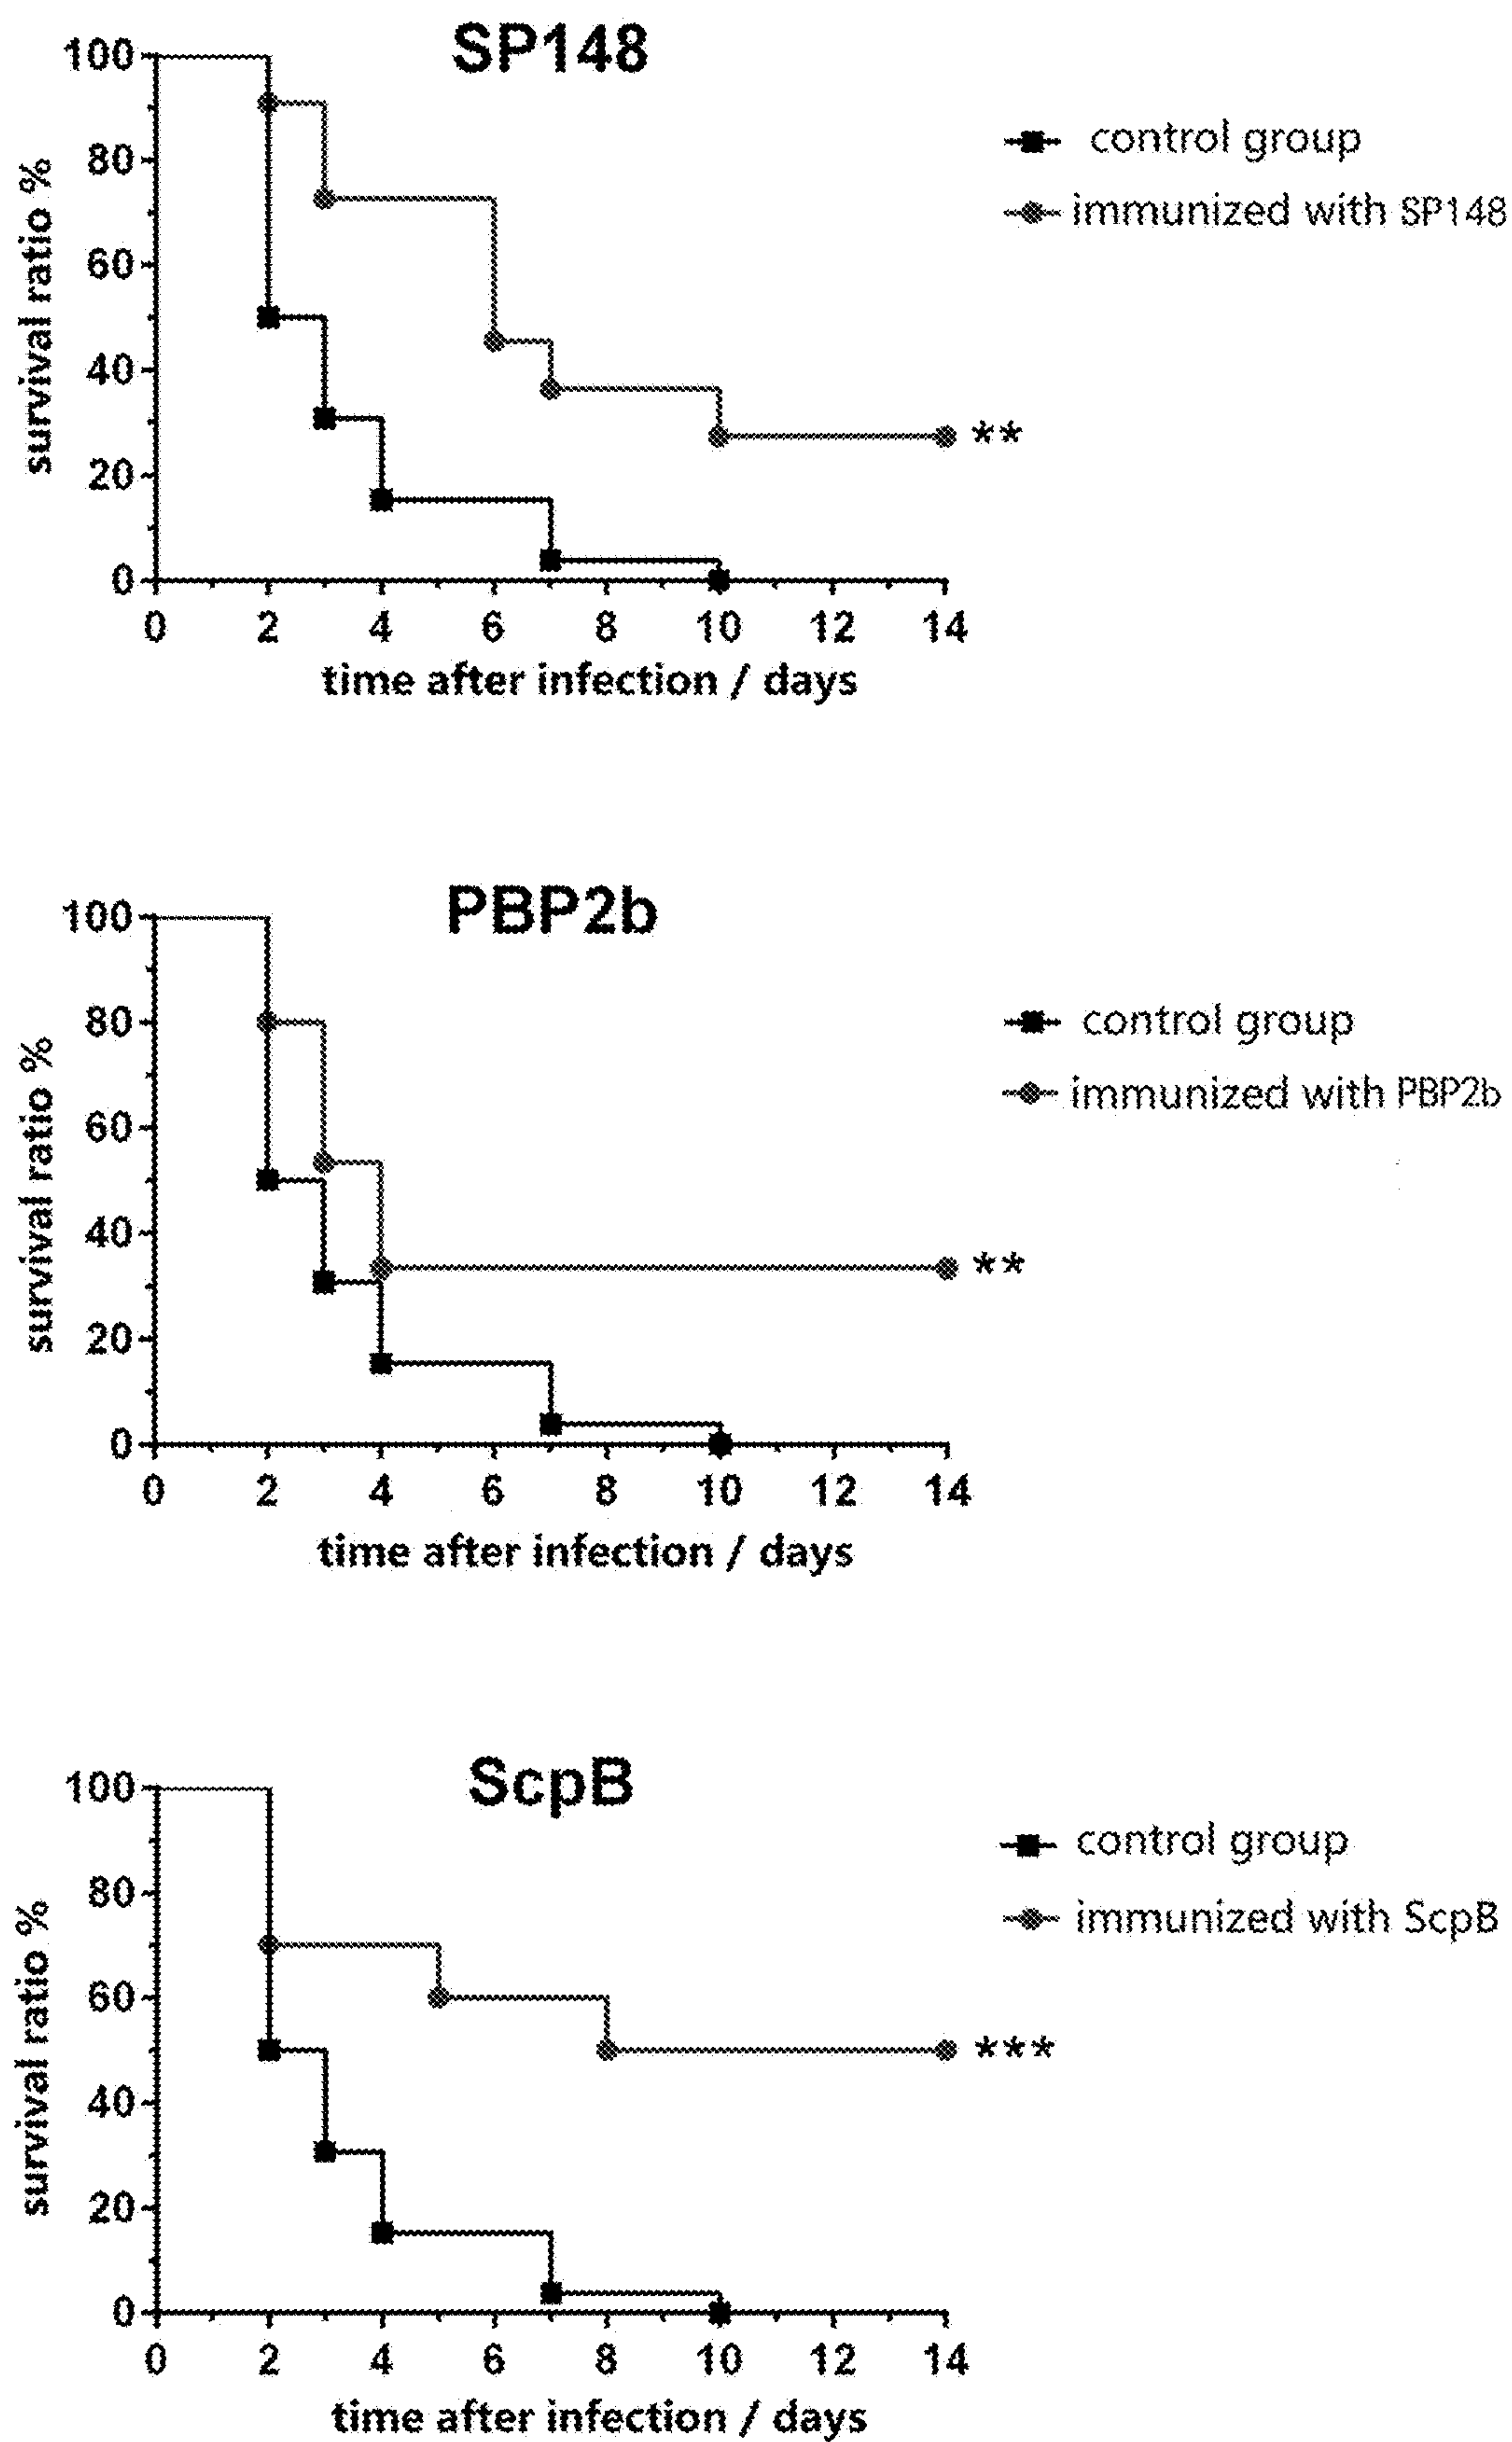 SP148
100
80
60
40
20
0
survival ratio %
0 2 4 6 8 10 12 14
time after infection / days
control group
immunized with SP148
**
PBP2b
100
80
60
40
20
0
survival ratio %
0 2 4 6 8 10 12 14
time after infection / days
control group
immunized with PBP2b
**
ScpB
100
80
60
40
20
0
survival ratio %
0 2 4 6 8 10 12 14
time after infection / days
control group
immunized with ScpB
***